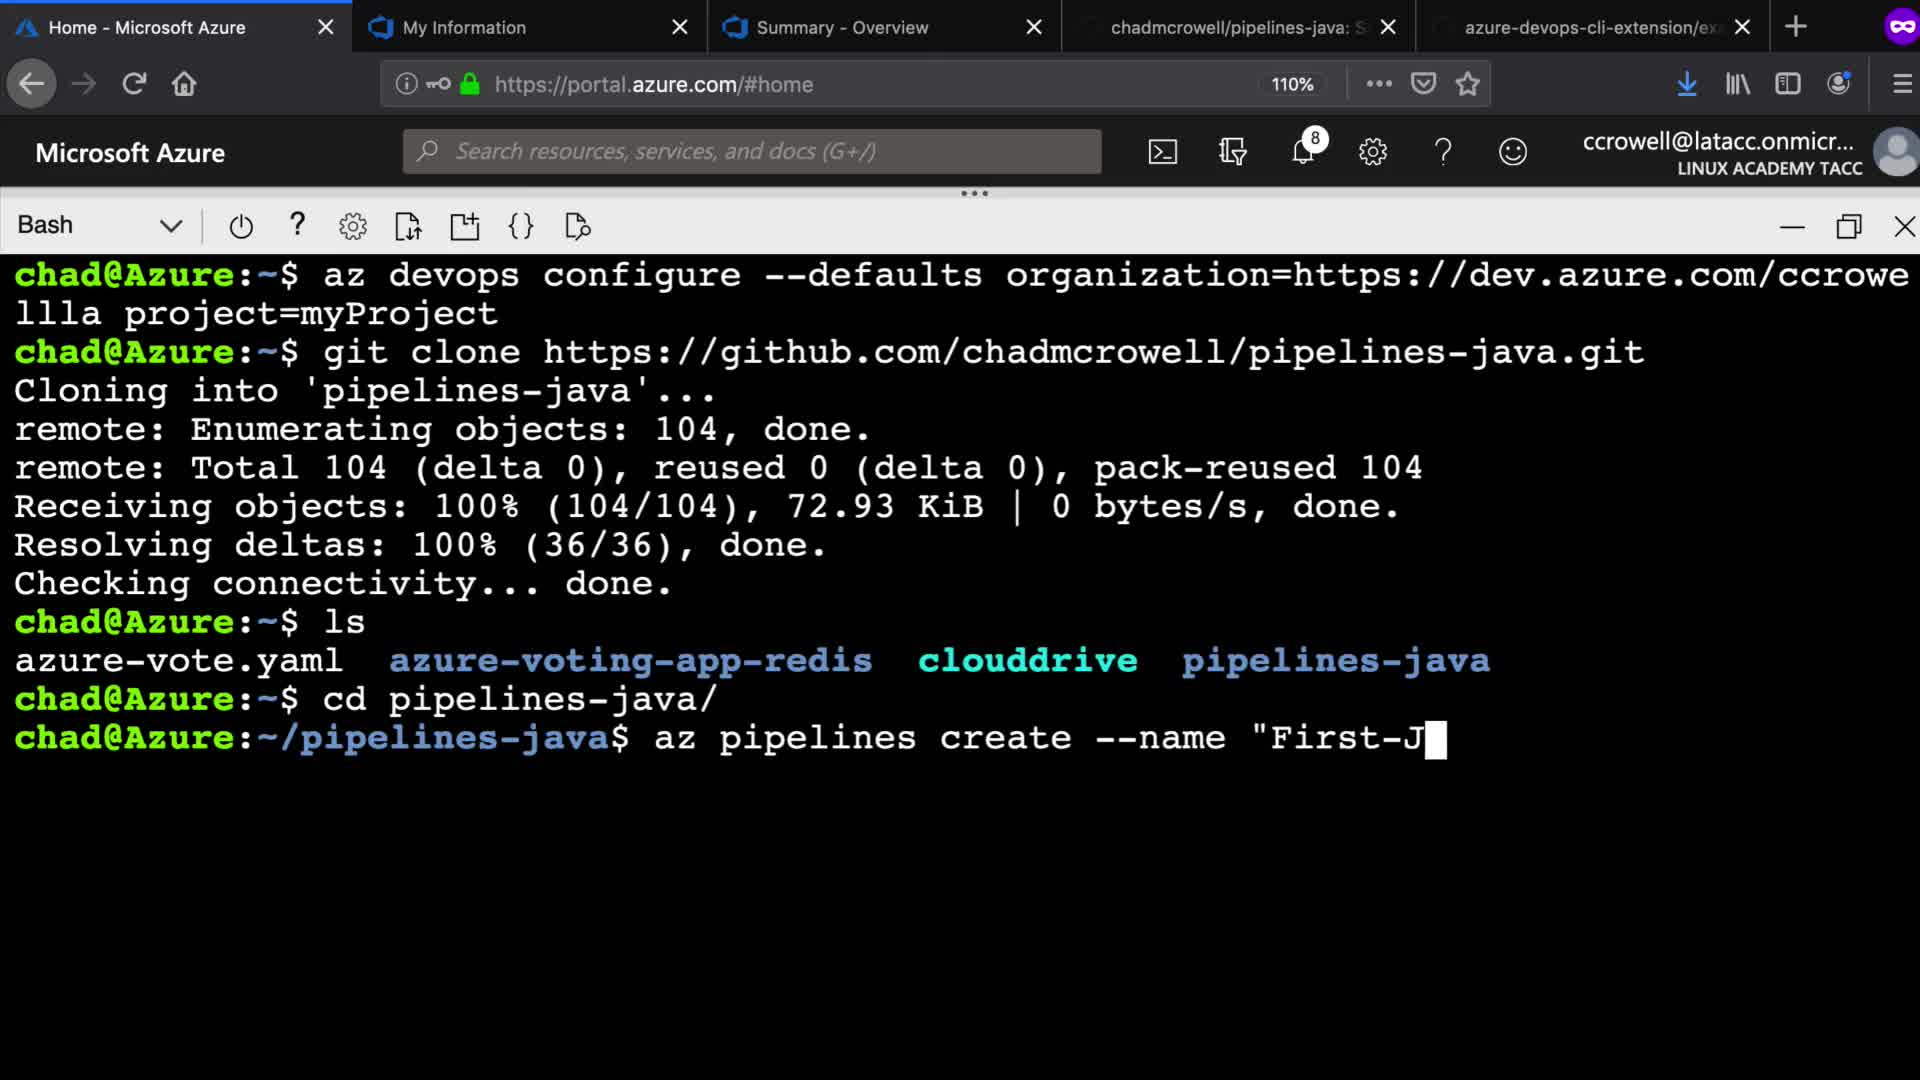 Home - Microsoft Azure
My Information
Summary - Overview
chadmcrowell/pipelines-java: S
azure-devops-cli-extension/ex
https://portal.azure.com/#home
110%
Microsoft Azure
Search resources, services, and docs (G+/)
8
ccrowell@latacc.onmicr...
LINUX ACADEMY TACC
Bash
chad@Azure:~$ az devops configure --defaults organization=https://dev.azure.com/ccrowe
llla project=myProject
chad@Azure:~$ git clone https://github.com/chadmcrowell/pipelines-java.git
Cloning into 'pipelines-java'...
remote: Enumerating objects: 104, done.
remote: Total 104 (delta 0), reused 0 (delta 0), pack-reused 104
Receiving objects: 100% (104/104), 72.93 KiB | 0 bytes/s, done.
Resolving deltas: 100% (36/36), done.
Checking connectivity... done.
chad@Azure:~$ ls
azure-vote.yaml azure-voting-app-redis clouddrive pipelines-java
chad@Azure:~$ cd pipelines-java/
chad@Azure:~/pipelines-java$ az pipelines create --name "First-J